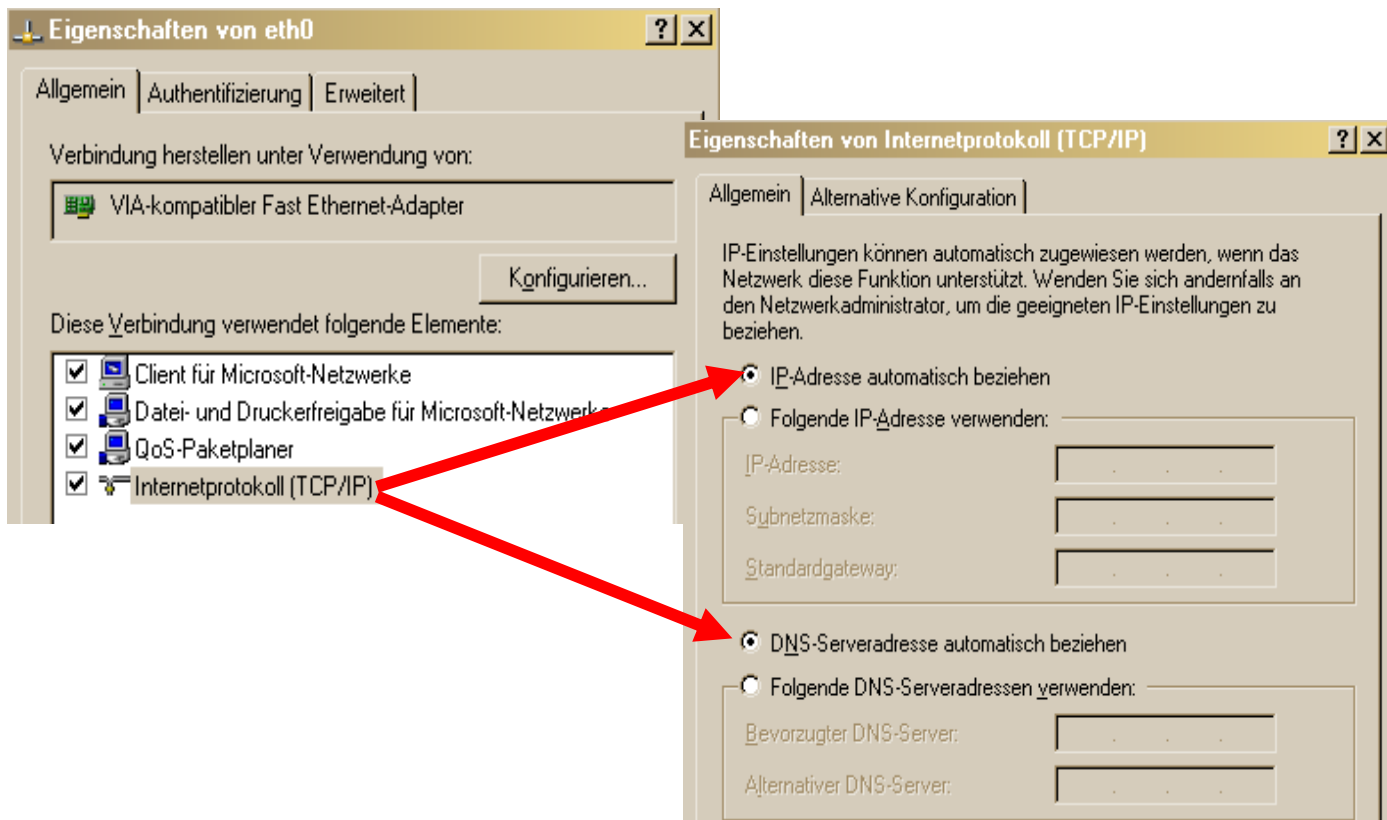 Eigenschaften von eth0
Allgemein
Authentifizierung
Erweitert
Verbindung herstellen unter Verwendung von:
VIA-kompatibler Fast Ethernet-Adapter
Konfigurieren...
Diese Verbindung verwendet folgende Elemente:
Client für Microsoft-Netzwerke
Datei- und Druckerfreigabe für Microsoft-Netzwerke
QoS-Paketplaner
Internetprotokoll (TCP/IP)
Eigenschaften von Internetprotokoll (TCP/IP)
Allgemein
Alternative Konfiguration
IP-Einstellungen können automatisch zugewiesen werden, wenn das
Netzwerk diese Funktion unterstützt. Wenden Sie sich andernfalls an
den Netzwerkadministrator, um die geeigneten IP-Einstellungen zu
beziehen.
IP-Adresse automatisch beziehen
Folgende IP-Adresse verwenden:
IP-Adresse:
Subnetzmaske:
Standardgateway:
DNS-Serveradresse automatisch beziehen
Folgende DNS-Serveradressen verwenden:
Bevorzugter DNS-Server:
Alternativer DNS-Server: